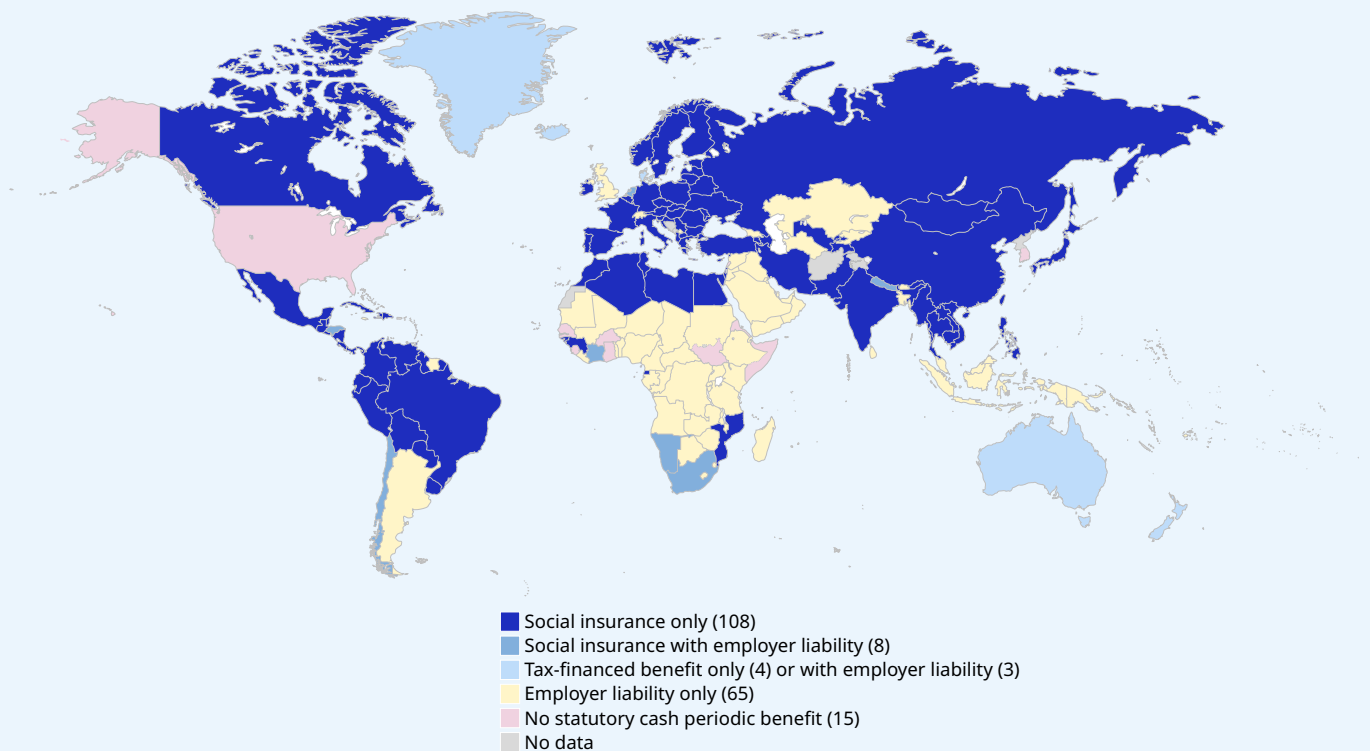 Social insurance only (108)
Social insurance with employer liability (8)
Tax-financed benefit only (4) or with employer liability (3)
Employer liability only (65)
No statutory cash periodic benefit (15)
No data